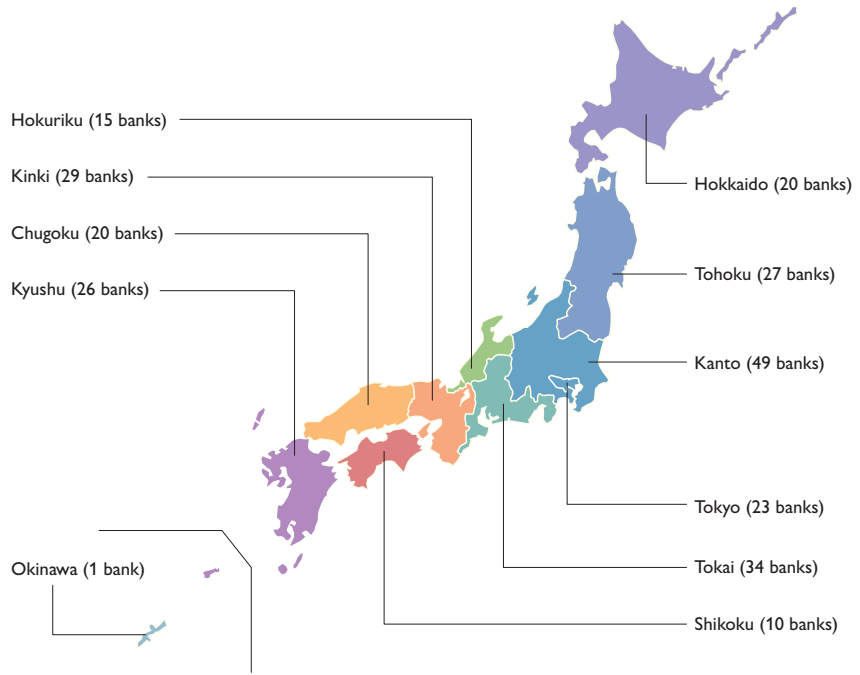 Hokuriku (15 banks)
Kinki (29 banks)
Chugoku (20 banks)
Kyushu (26 banks)
Okinawa (1 bank)
Hokkaido (20 banks)
Tohoku (27 banks)
Kanto (49 banks)
Tokyo (23 banks)
Tokai (34 banks)
Shikoku (10 banks)